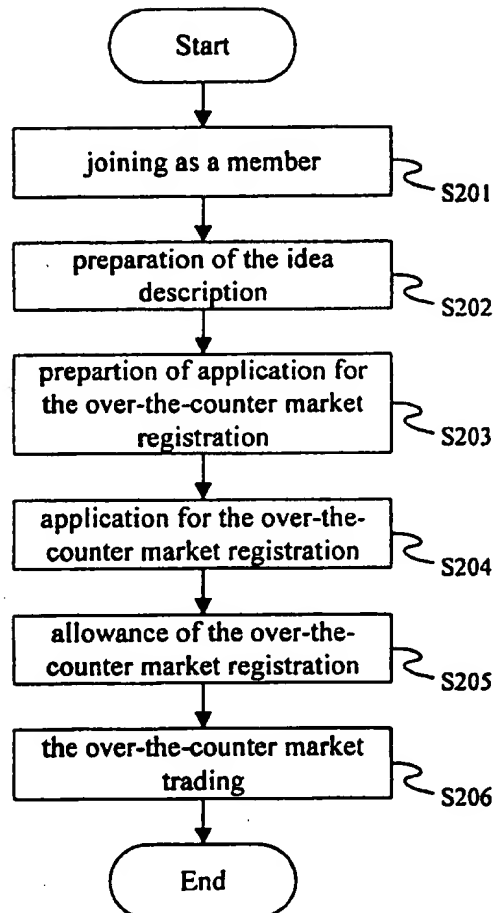 Start
joining as a member
S201
preparation of the idea
description
S202
prepartion of application for
the over-the-counter market
registration
S203
application for the over-the-
counter market registration
S204
allowance of the over-the-
counter market registration
S205
the over-the-counter market
trading
S206
End